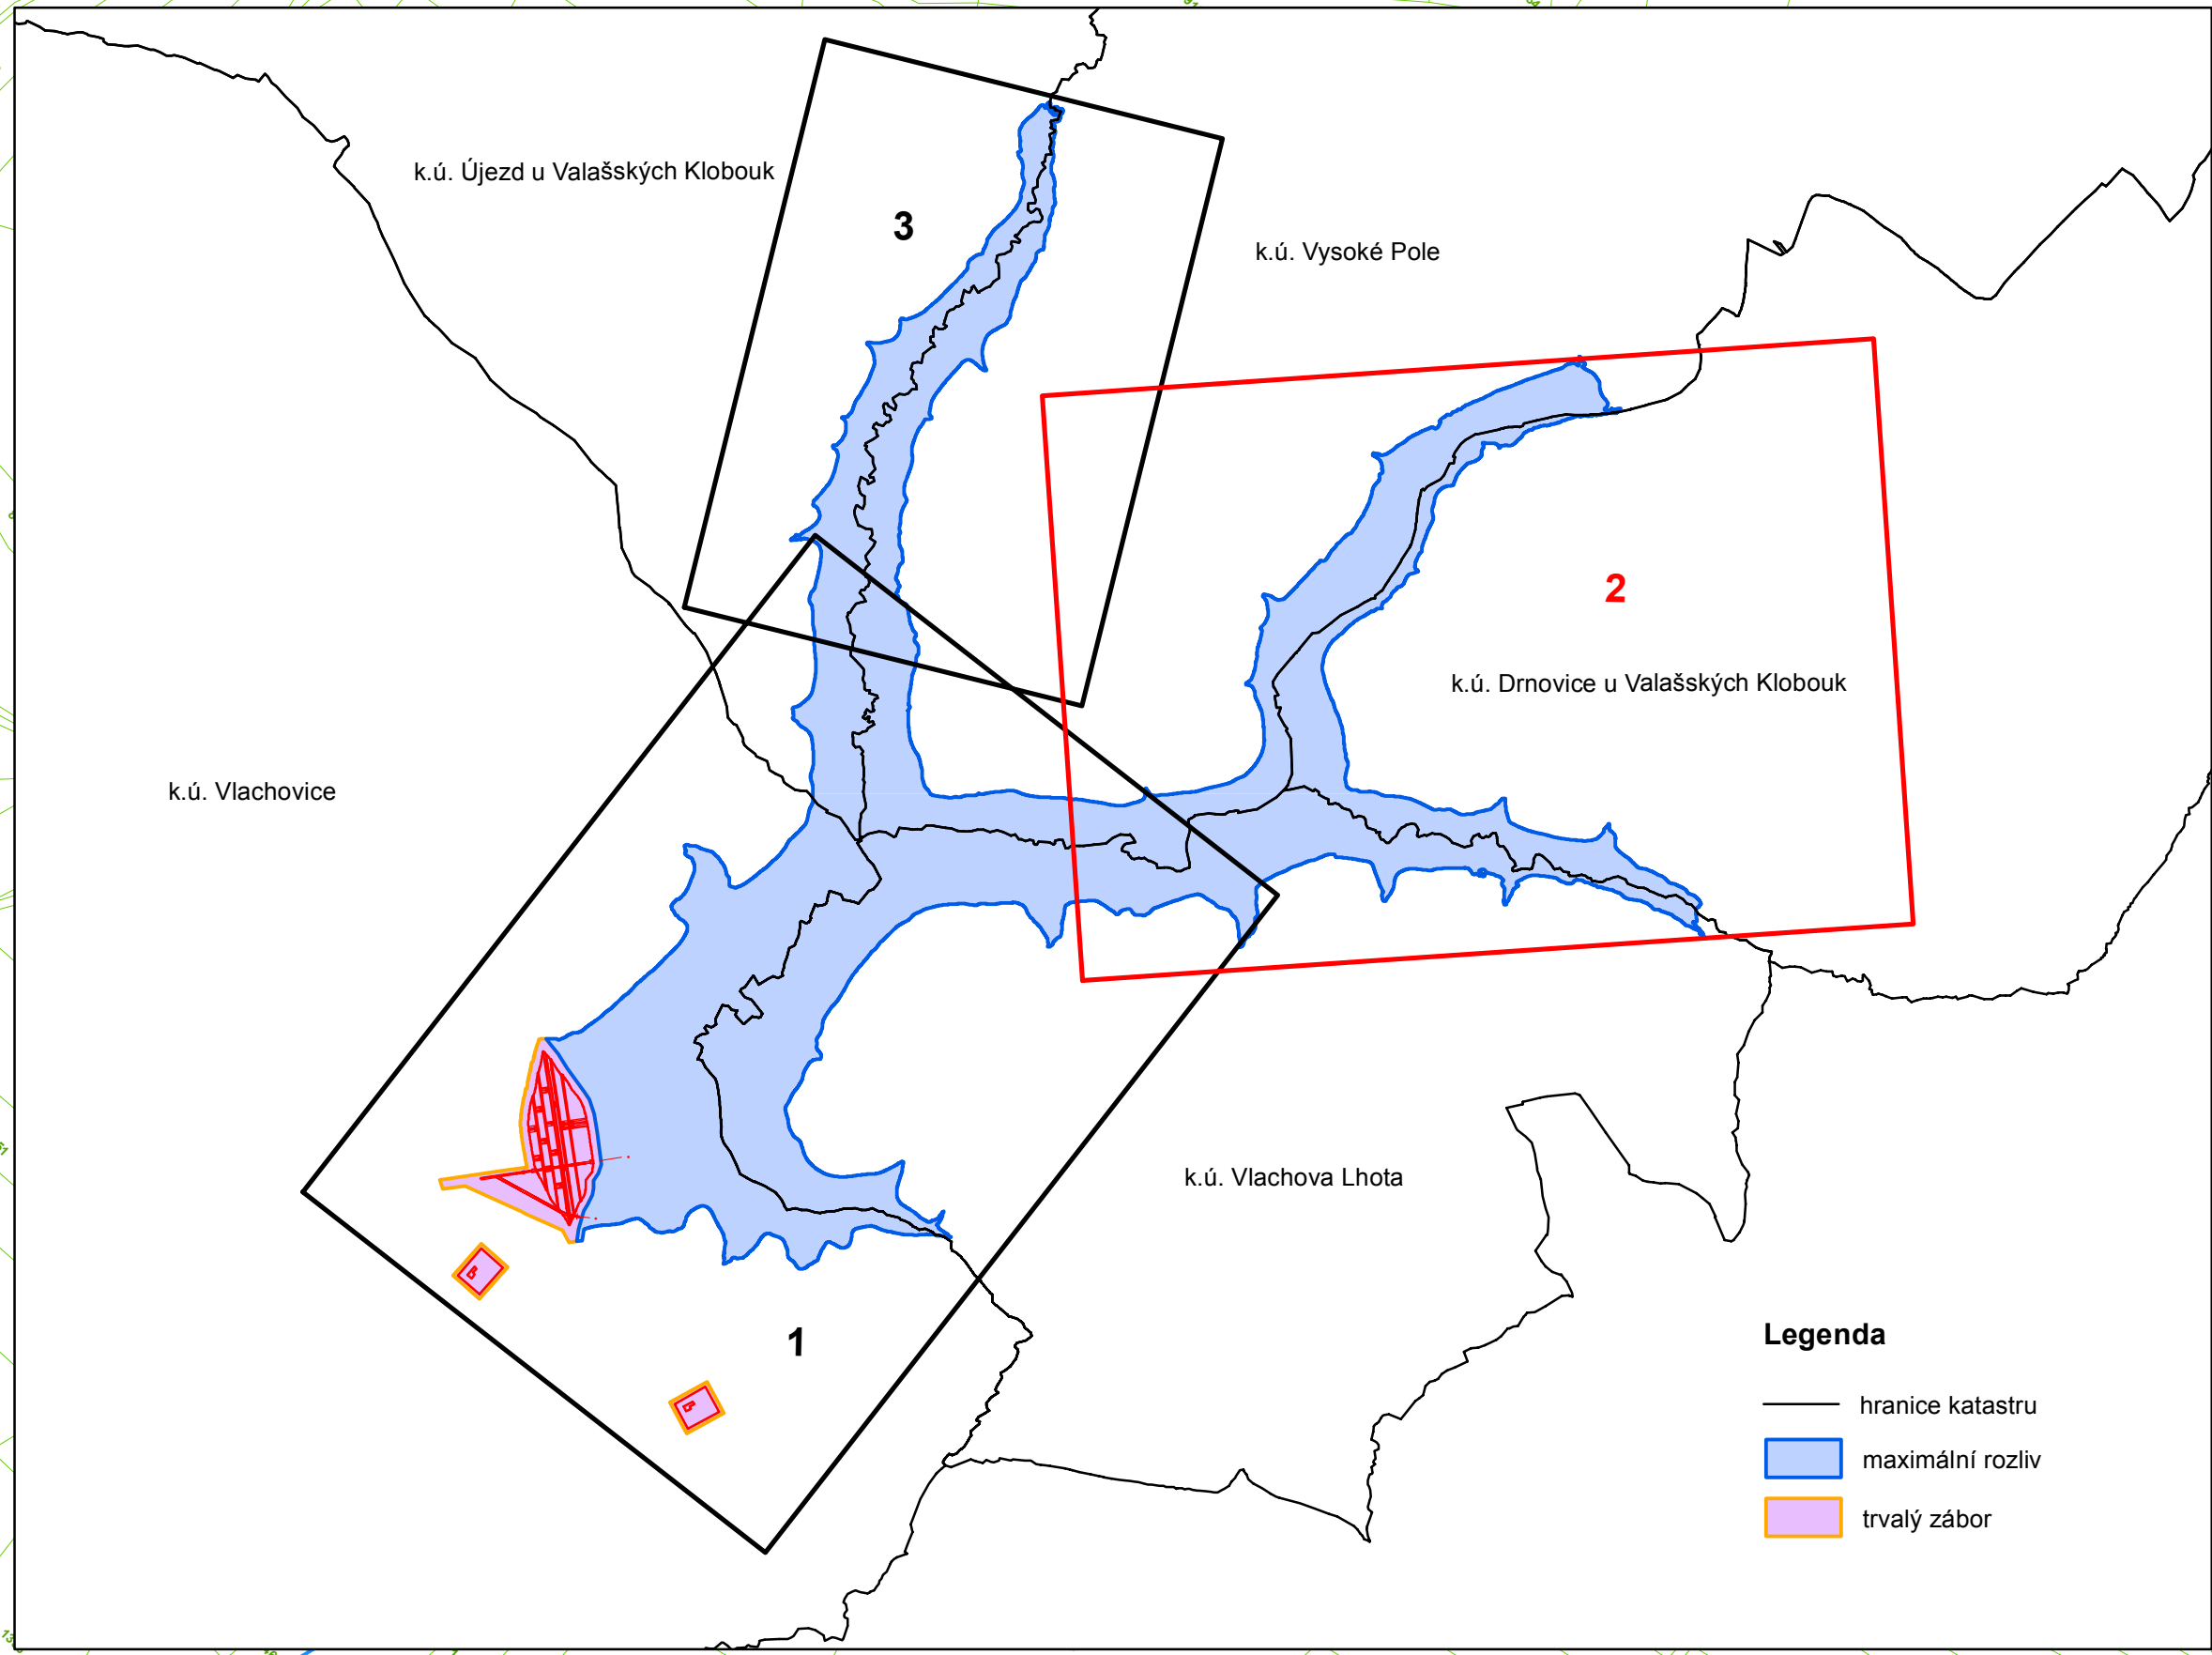 k.ú. Újezd u Valašských Klobouk
3
k.ú. Vysoké Pole
2
k.ú. Drnovice u Valašských Klobouk
k.ú. Vlachovice
k.ú. Vlachova Lhota
1
Legenda
hranice katastru
maximální rozliv
trvalý zábor